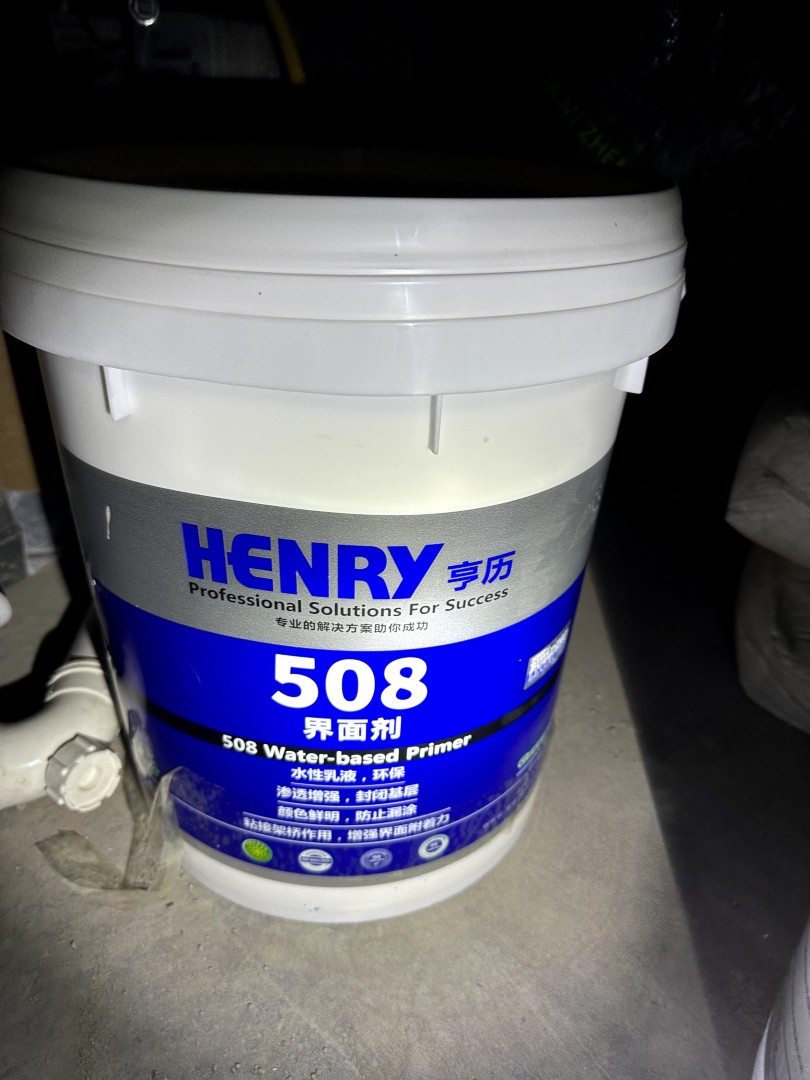 HENRY 亨历
Professional Solutions For Success
专业的解决方案助你成功
508
界面剂
508 Water-based Primer
水性乳液，环保
渗透增强，封闭基层
颜色鲜明，防止漏涂
粘接架桥作用，增强界面附着力